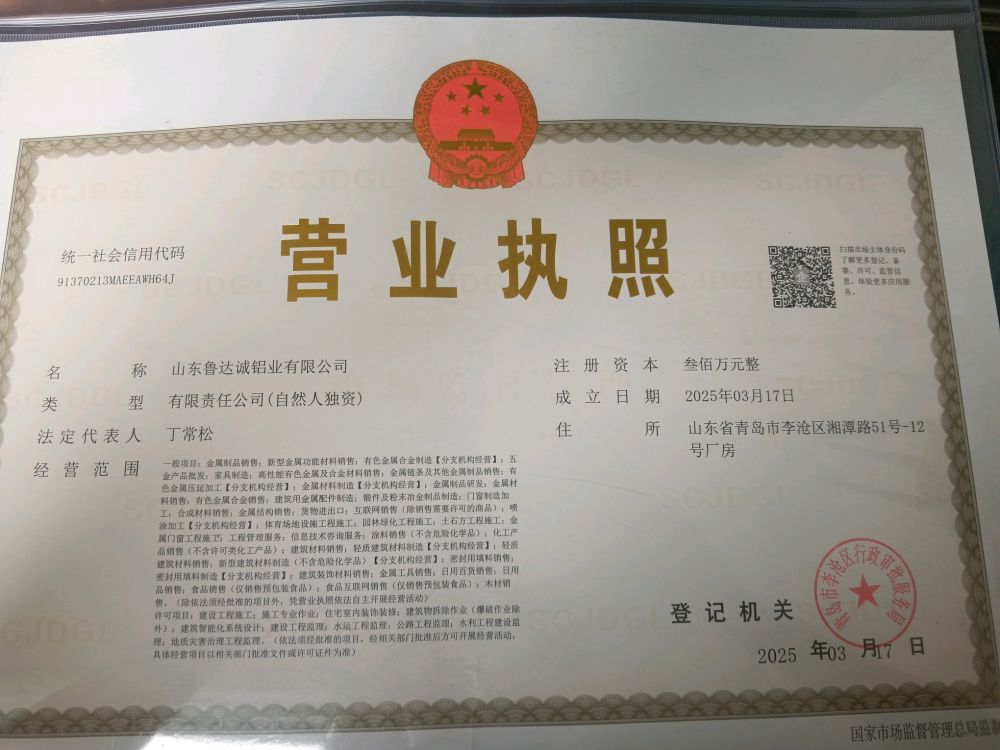 营业执照
统一社会信用代码
91370213MAEEAWH64J
扫描市场主体身份码
了解更多登记、备
案、许可、监管信
息、体验更多应用服
务。
名称 山东鲁达诚铝业有限公司
类型 有限责任公司(自然人独资)
法定代表人 丁常松
经营范围 一般项目：金属制品销售；新型金属功能材料销售；有色金属合金制造【分支机构经营】；五
金产品批发；家具制造；高性能有色金属及合金材料销售；金属链条及其他金属制品销售；有
色金属压延加工【分支机构经营】；金属材料制造【分支机构经营】；金属制品研发；金属材
料销售；有色金属合金销售；建筑用金属配件制造；锻件及粉末冶金制品制造；门窗制造加
工；合成材料销售；金属结构销售；货物进出口；互联网销售（除销售需要许可的商品）；喷
涂加工【分支机构经营】；体育场地设施工程施工；园林绿化工程施工；土石方工程施工；金
属门窗工程施工；工程管理服务；信息技术咨询服务；涂料销售（不含危险化学品）；化工产
品销售（不含许可类化工产品）；建筑材料销售；轻质建筑材料制造【分支机构经营】；轻质
建筑材料销售；新型建筑材料制造（不含危险化学品）【分支机构经营】；密封用填料销售；
密封用填料制造【分支机构经营】；建筑装饰材料销售；金属工具销售；日用百货销售；日用
品销售；食品销售（仅销售预包装食品）；食品互联网销售（仅销售预包装食品）；木材销
售。（除依法须经批准的项目外，凭营业执照依法自主开展经营活动）
许可项目：建设工程施工；施工专业作业；住宅室内装饰装修；建筑物拆除作业（爆破作业除
外）；建筑智能化系统设计；建设工程监理；水运工程监理；公路工程监理；水利工程建设监
理；地质灾害治理工程监理。（依法须经批准的项目，经相关部门批准后方可开展经营活动，
具体经营项目以相关部门批准文件或许可证件为准）
注册资本 叁佰万元整
成立日期 2025年03月17日
住所 山东省青岛市李沧区湘潭路51号-12
号厂房
登记机关
青岛市李沧区行政审批服务局
2025 年03 月17 日
国家市场监督管理总局监制
SCJDGL
SCJDGL
SCJDGL